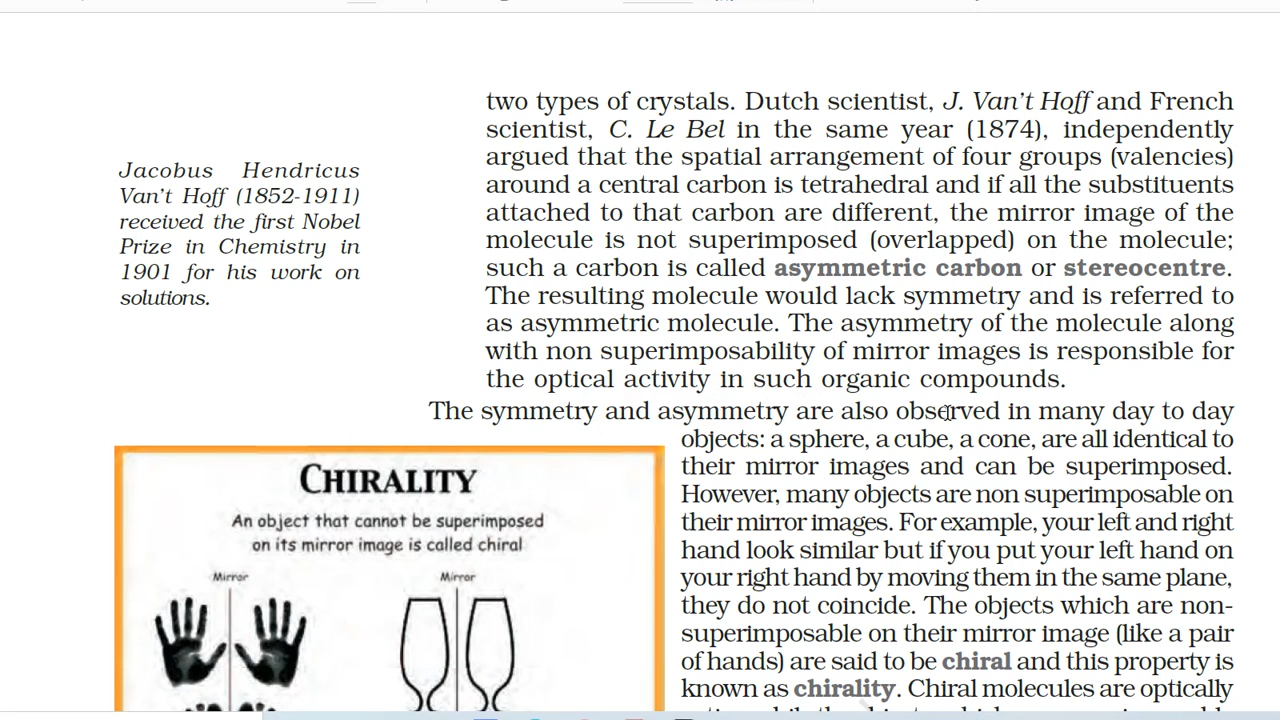 two types of crystals. Dutch scientist, J. Van't Hoff and French
scientist, C. Le Bel in the same year (1874), independently
argued that the spatial arrangement of four groups (valencies)
around a central carbon is tetrahedral and if all the substituents
attached to that carbon are different, the mirror image of the
molecule is not superimposed (overlapped) on the molecule;
such a carbon is called asymmetric carbon or stereocentre.
The resulting molecule would lack symmetry and is referred to
as asymmetric molecule. The asymmetry of the molecule along
with non superimposability of mirror images is responsible for
the optical activity in such organic compounds.
Jacobus Hendricus
Van't Hoff (1852-1911)
received the first Nobel
Prize in Chemistry in
1901 for his work on
solutions.
The symmetry and asymmetry are also observed in many day to day
objects: a sphere, a cube, a cone, are all identical to
their mirror images and can be superimposed.
However, many objects are non superimposable on
their mirror images. For example, your left and right
hand look similar but if you put your left hand on
your right hand by moving them in the same plane,
they do not coincide. The objects which are non-
superimposable on their mirror image (like a pair
of hands) are said to be chiral and this property is
known as chirality. Chiral molecules are optically
CHIRALITY
An object that cannot be superimposed
on its mirror image is called chiral
Mirror
Mirror